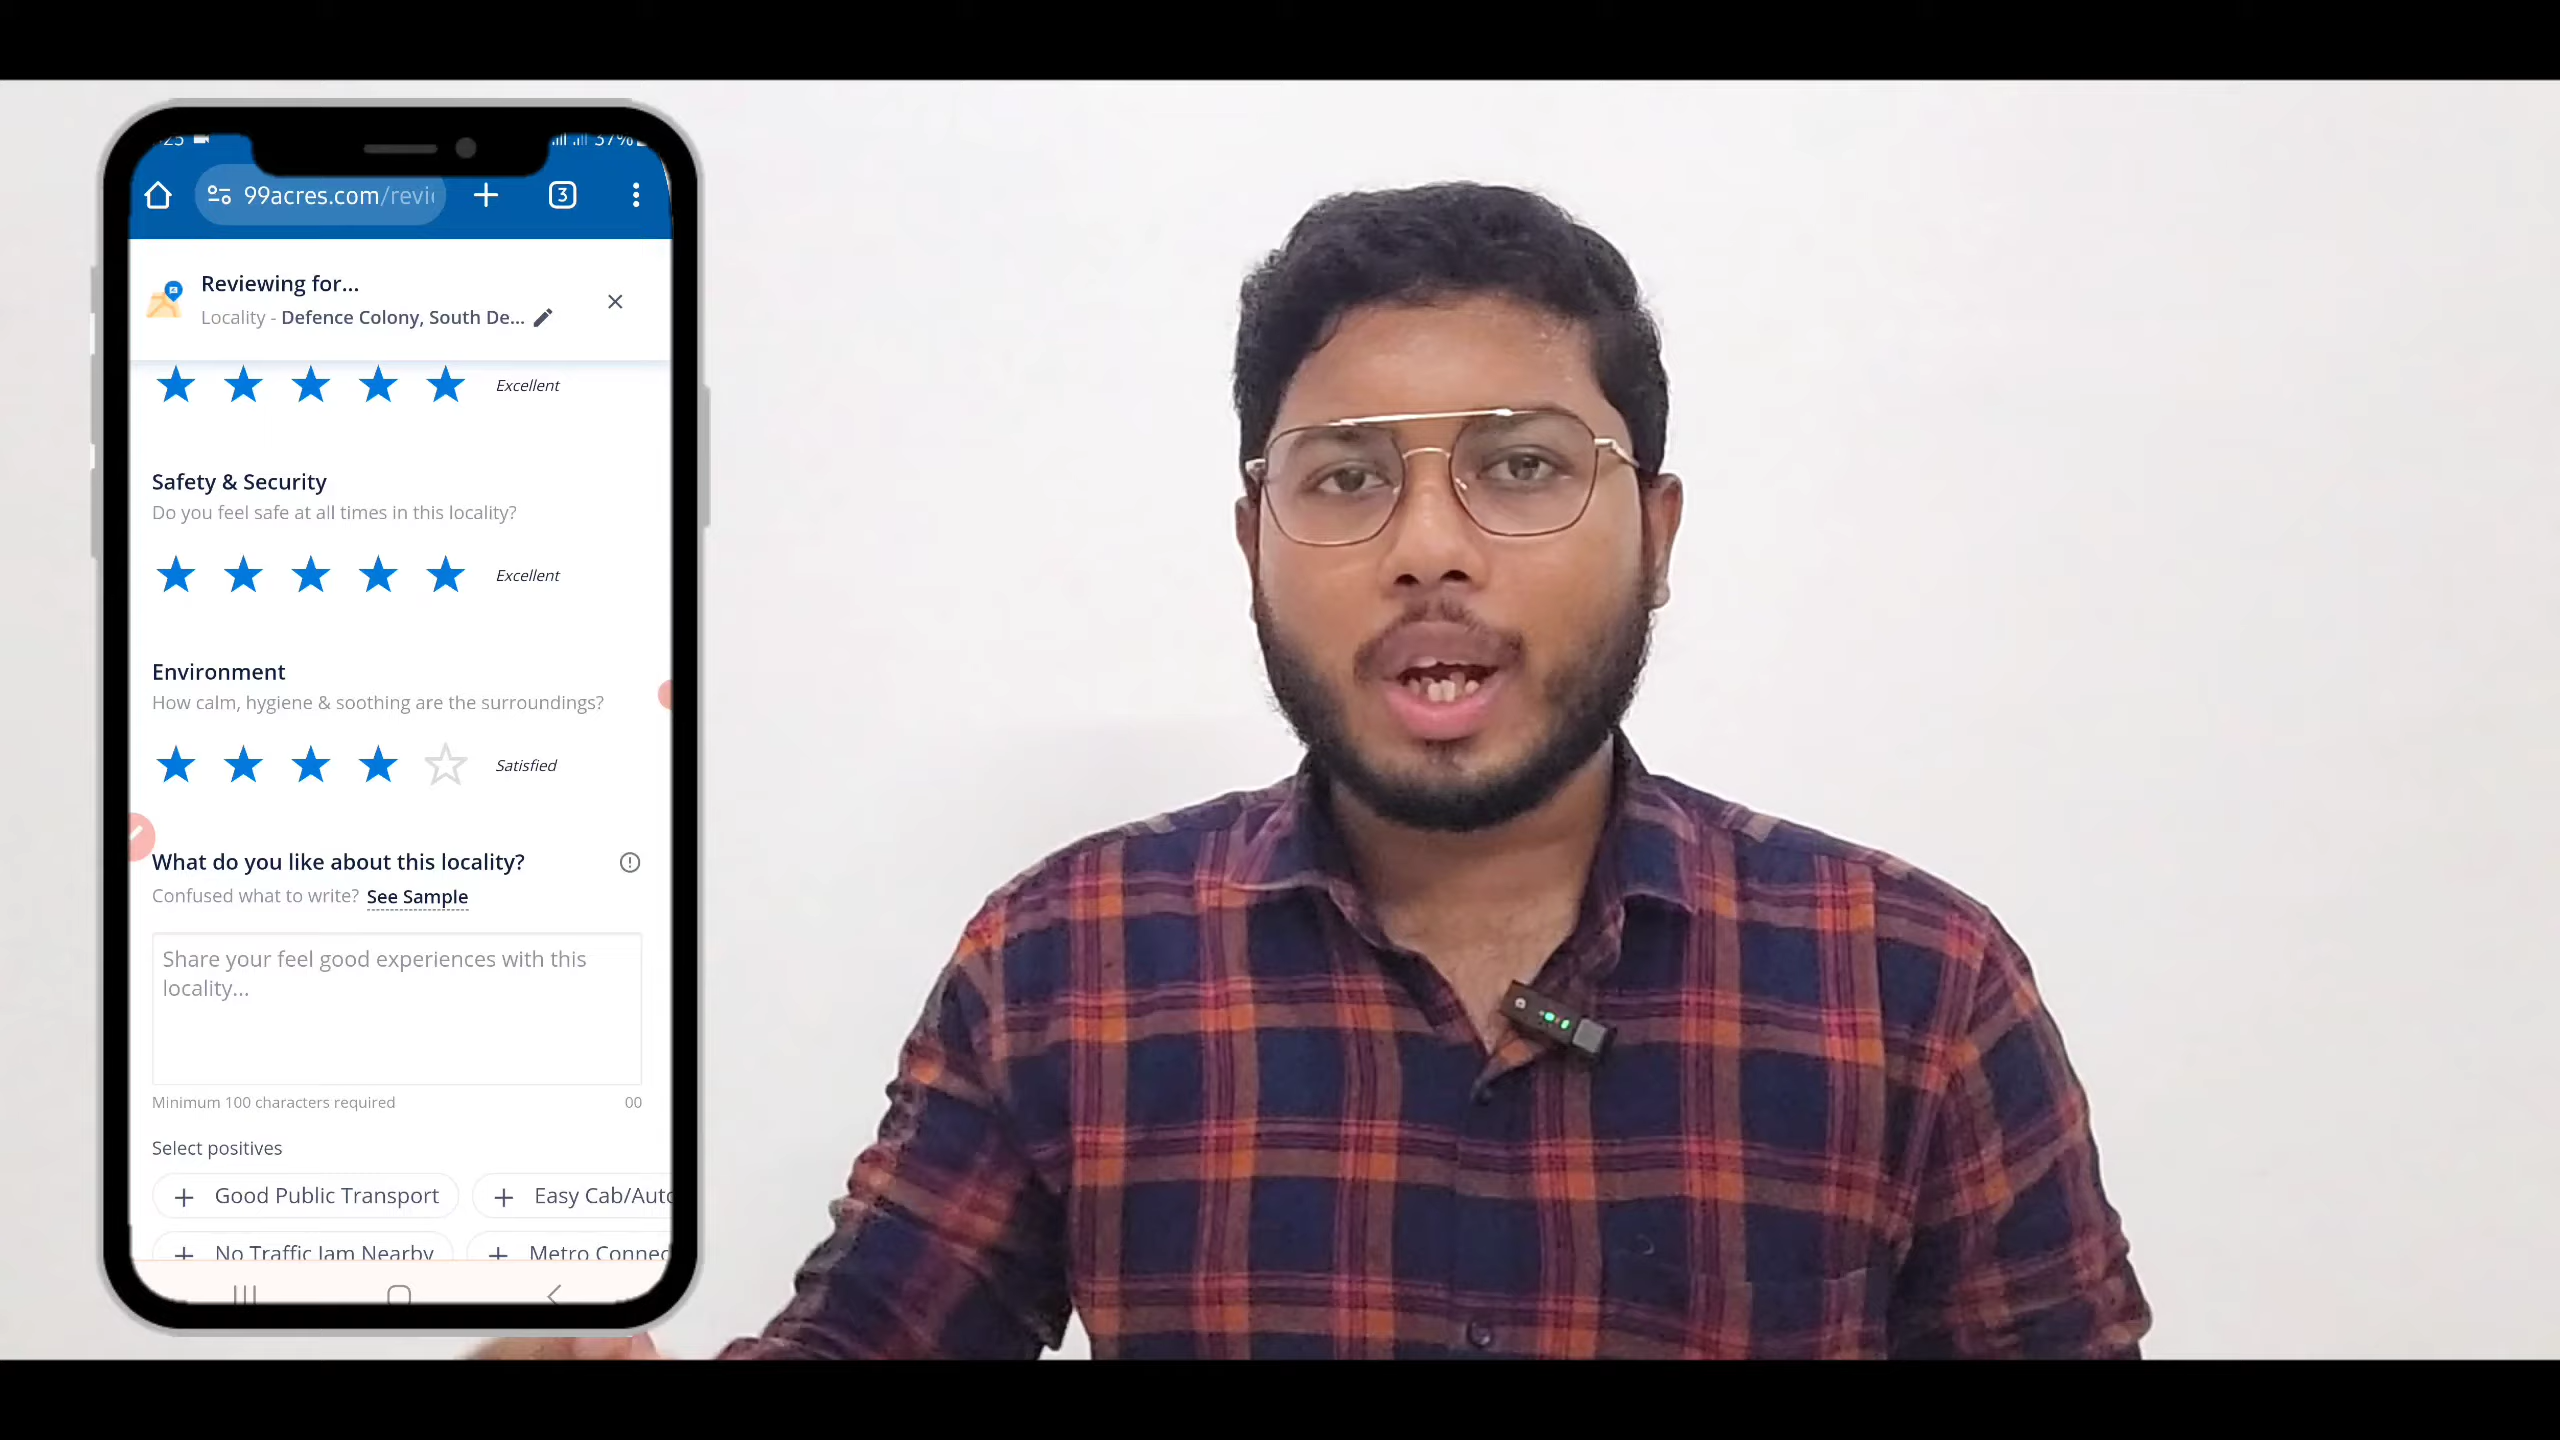 25
37%
99acres.com/revi
3
Reviewing for...
Locality - Defence Colony, South De...
Excellent
Safety & Security
Do you feel safe at all times in this locality?
Excellent
Environment
How calm, hygiene & soothing are the surroundings?
Satisfied
What do you like about this locality?
Confused what to write? See Sample
Share your feel good experiences with this
locality...
Minimum 100 characters required 00
Select positives
+ Good Public Transport + Easy Cab/Auto
+ No Traffic Jam Nearby + Metro Connec